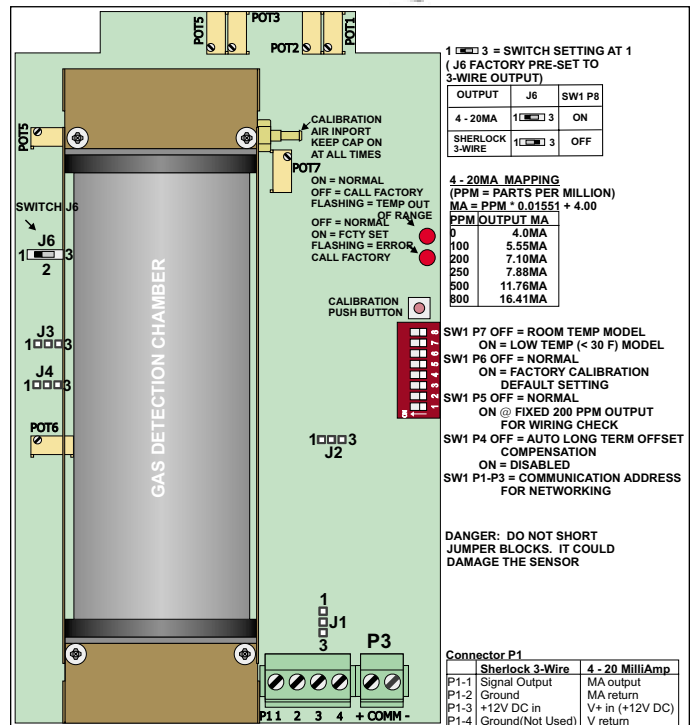 POT5
POT3
POT2
POT1
POT5
CALIBRATION
AIR INPORT
KEEP CAP ON
AT ALL TIMES
POT7
ON = NORMAL
OFF = CALL FACTORY
FLASHING = TEMP OUT
OF RANGE
OFF = NORMAL
ON = FCTY SET
FLASHING = ERROR
CALL FACTORY
SWITCH J6
J6
1 3
2
CALIBRATION
PUSH BUTTON
GAS DETECTION CHAMBER
J3
1 3
J4
1 3
POT6
1 2 3 4 5 6 7 8
ON
1 3
J2
1
J1
3
P3
P1 1 2 3 4 + COMM -
1 3 = SWITCH SETTING AT 1
( J6 FACTORY PRE-SET TO
3-WIRE OUTPUT)
OUTPUT J6 SW1 P8
4 - 20MA 1 3 ON
SHERLOCK
3-WIRE 1 3 OFF
4 - 20MA MAPPING
(PPM = PARTS PER MILLION)
MA = PPM * 0.01551 + 4.00
PPM OUTPUT MA
0 4.0MA
100 5.55MA
200 7.10MA
250 7.88MA
500 11.76MA
800 16.41MA
SW1 P7 OFF = ROOM TEMP MODEL
ON = LOW TEMP (< 30 F) MODEL
SW1 P6 OFF = NORMAL
ON = FACTORY CALIBRATION
DEFAULT SETTING
SW1 P5 OFF = NORMAL
ON @ FIXED 200 PPM OUTPUT
FOR WIRING CHECK
SW1 P4 OFF = AUTO LONG TERM OFFSET
COMPENSATION
ON = DISABLED
SW1 P1-P3 = COMMUNICATION ADDRESS
FOR NETWORKING
DANGER: DO NOT SHORT
JUMPER BLOCKS. IT COULD
DAMAGE THE SENSOR
Connector P1
Sherlock 3-Wire 4 - 20 MilliAmp
P1-1 Signal Output MA output
P1-2 Ground MA return
P1-3 +12V DC in V+ in (+12V DC)
P1-4 Ground(Not Used) V return